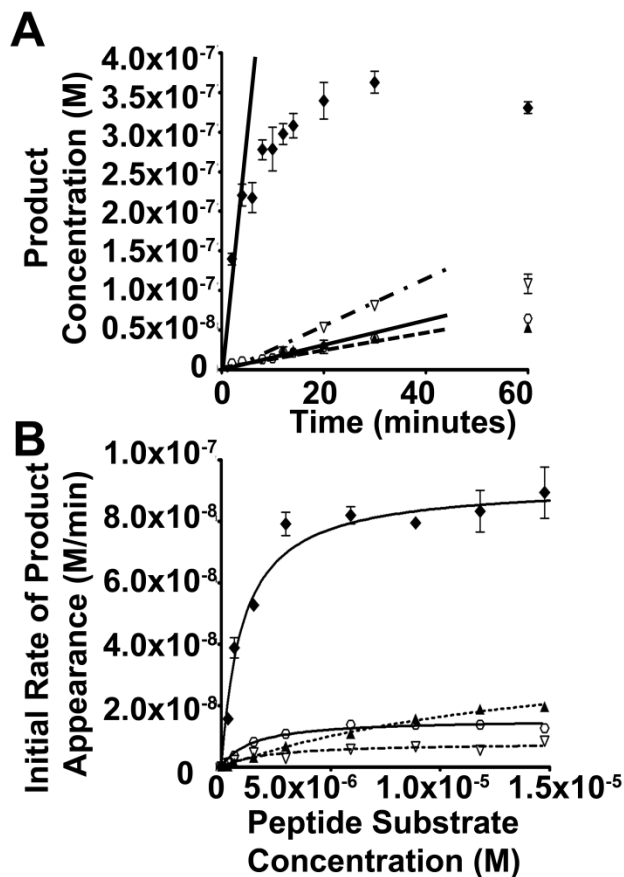 A
Product
Concentration (M)
4.0x10-7
3.5x10-7
3.0x10-7
2.5x10-7
2.0x10-7
1.5x10-7
1.0x10-7
0.5x10-8
0
0 20 40 60
Time (minutes)
B
Initial Rate of Product
Appearance (M/min)
1.0x10-7
8.0x10-8
6.0x10-8
4.0x10-8
2.0x10-8
0
0 5.0x10-6 1.0x10-5 1.5x10-5
Peptide Substrate
Concentration (M)